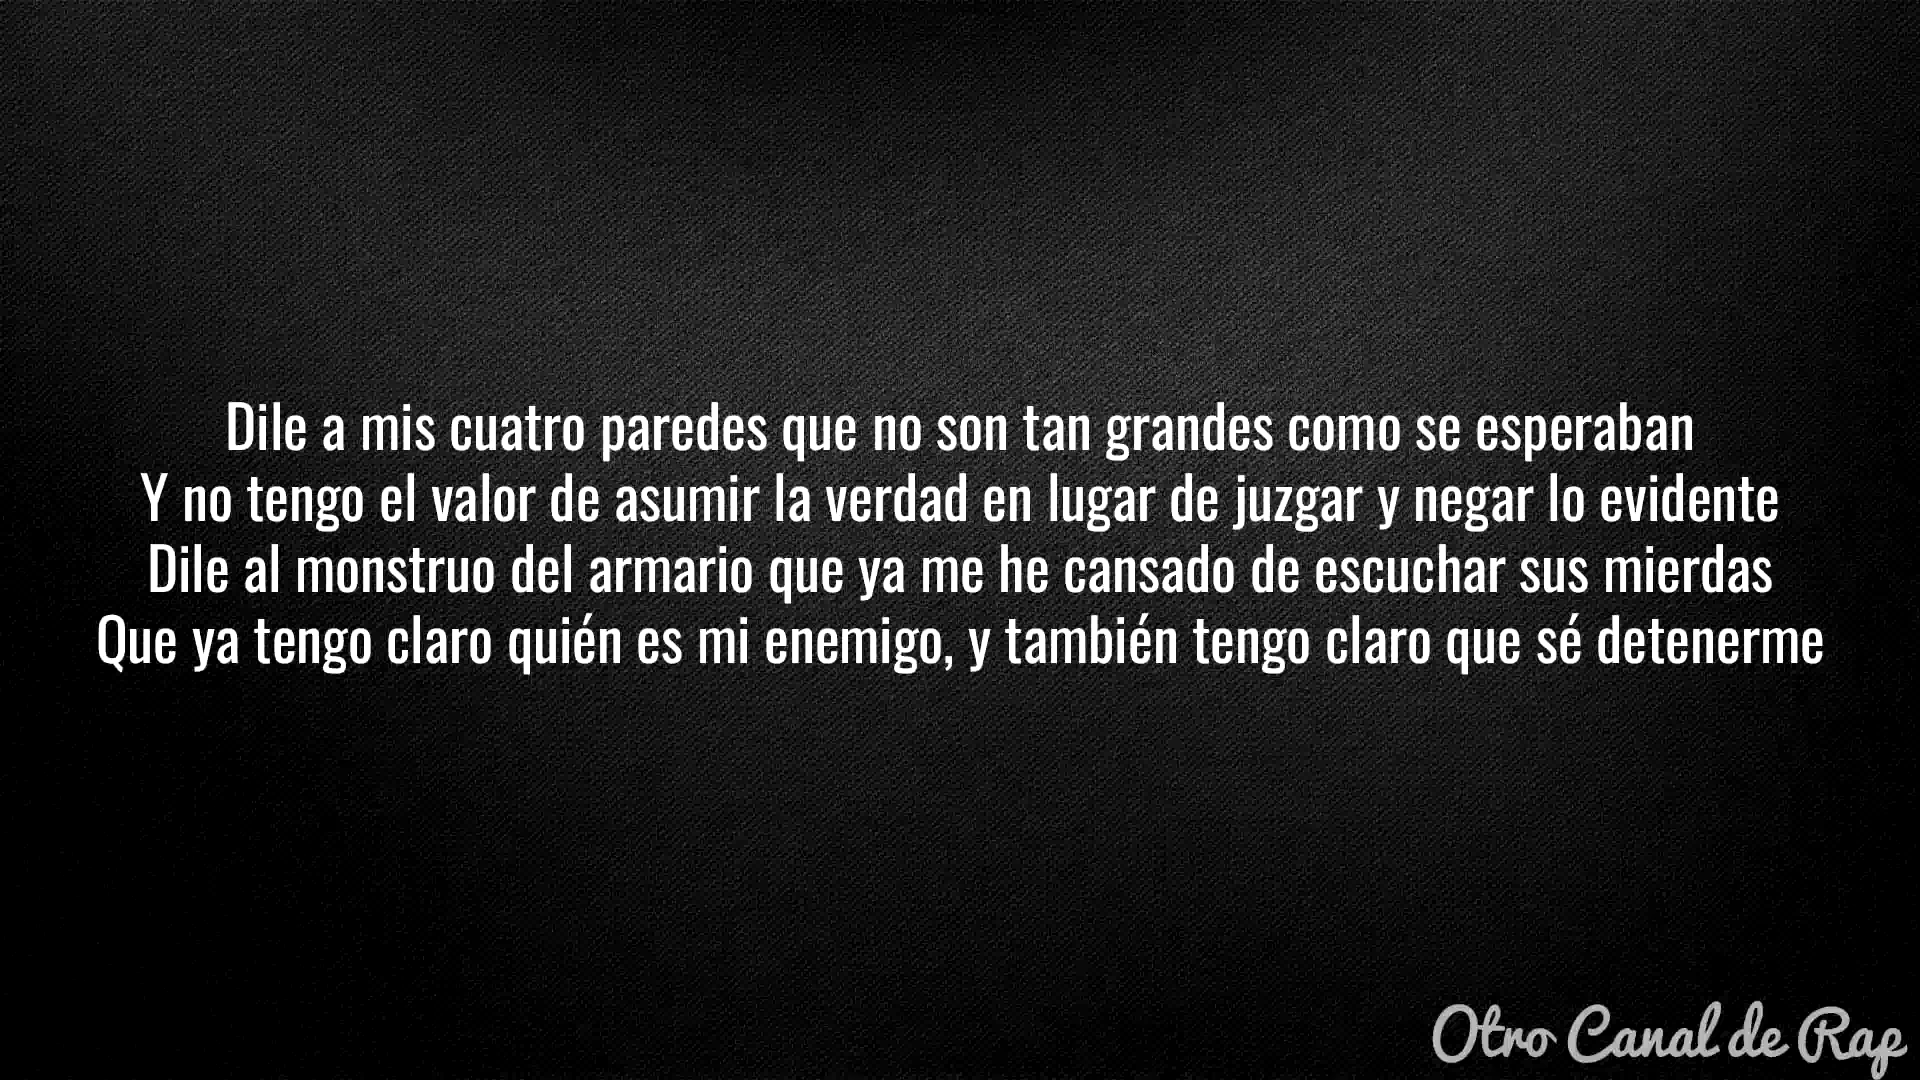 Dile a mis cuatro paredes que no son tan grandes como se esperaban
Y no tengo el valor de asumir la verdad en lugar de juzgar y negar lo evidente
Dile al monstruo del armario que ya me he cansado de escuchar sus mierdas
Que ya tengo claro quién es mi enemigo, y también tengo claro que sé detenerme
Otro Canal de Rap